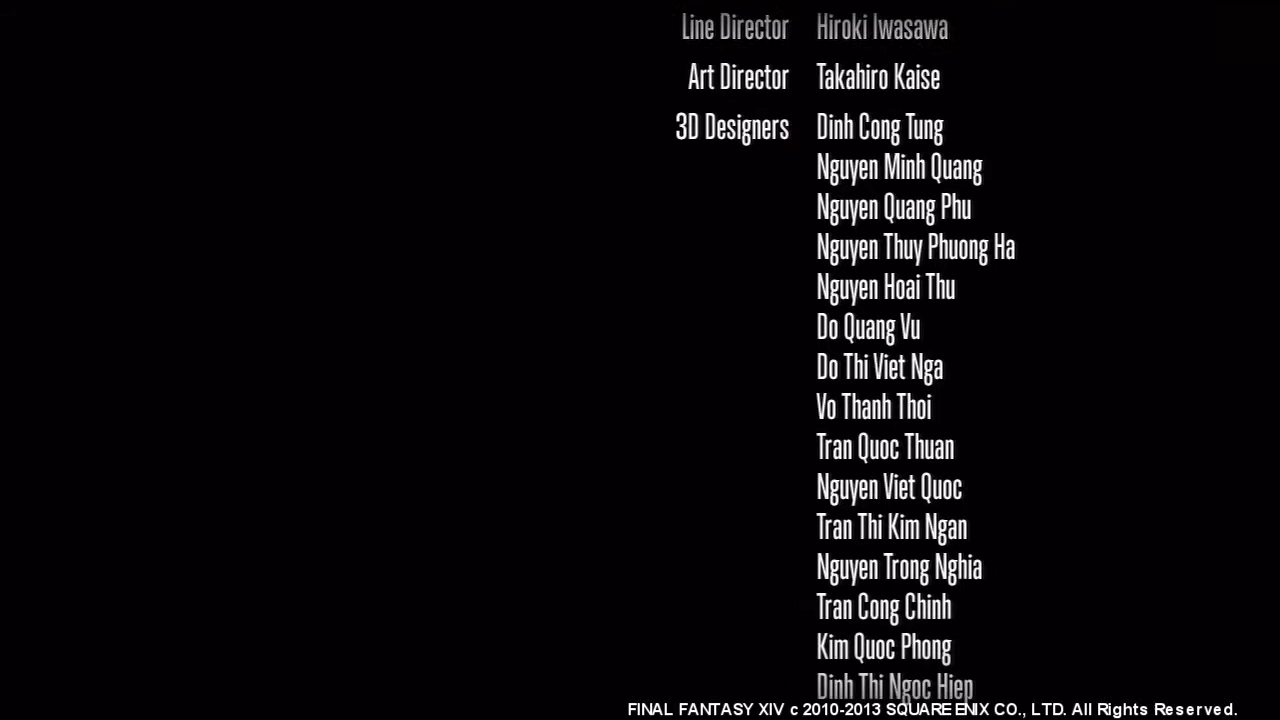 Line Director Hiroki Iwasawa
Art Director Takahiro Kaise
3D Designers Dinh Cong Tung
Nguyen Minh Quang
Nguyen Quang Phu
Nguyen Thuy Phuong Ha
Nguyen Hoai Thu
Do Quang Vu
Do Thi Viet Nga
Vo Thanh Thoi
Tran Quoc Thuan
Nguyen Viet Quoc
Tran Thi Kim Ngan
Nguyen Trong Nghia
Tran Cong Chinh
Kim Quoc Phong
Dinh Thi Ngoc Hiep
FINAL FANTASY XIV c 2010-2013 SQUARE ENIX CO., LTD. All Rights Reserved.